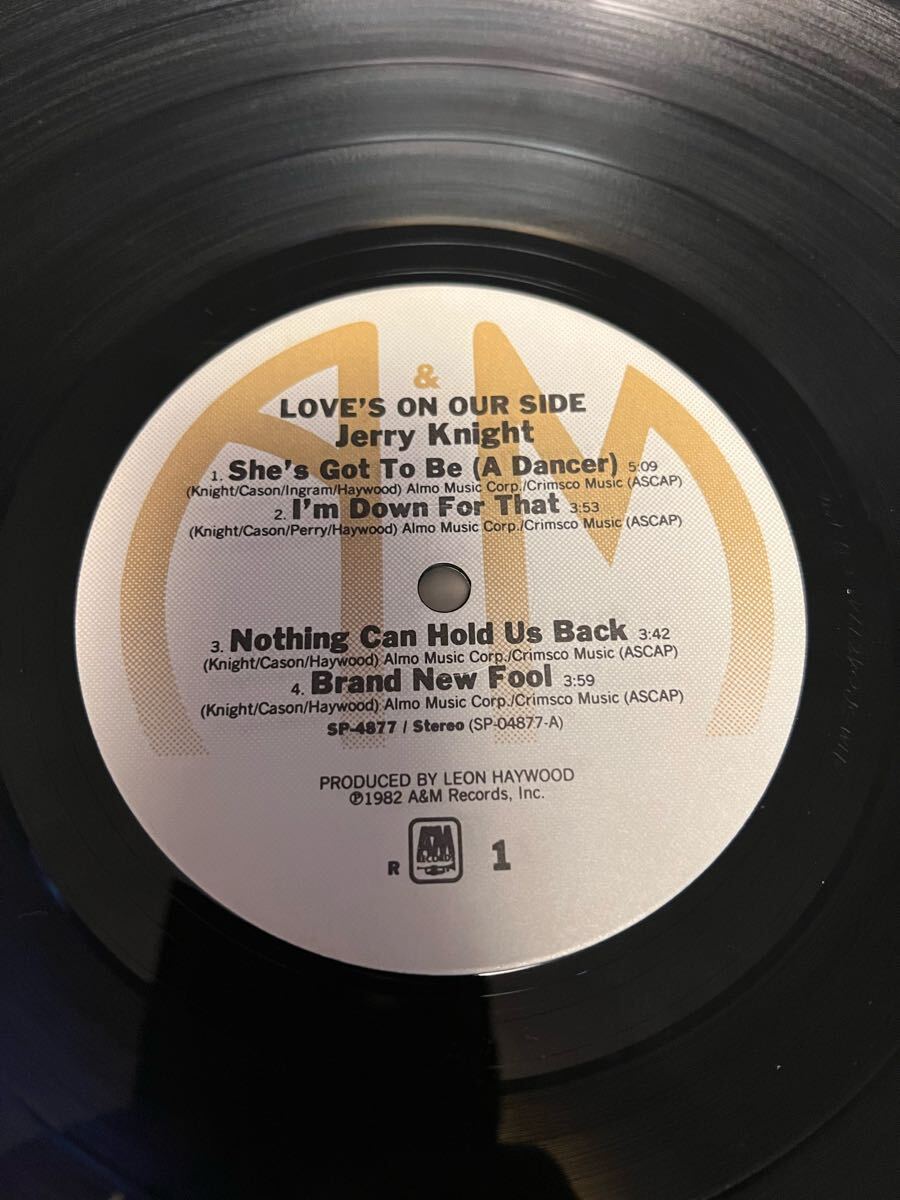 A & M
LOVE'S ON OUR SIDE
Jerry Knight
1. She's Got To Be (A Dancer) 5:09
(Knight/Cason/Ingram/Haywood) Almo Music Corp./Crimsco Music (ASCAP)
2. I'm Down For That 3:53
(Knight/Cason/Perry/Haywood) Almo Music Corp./Crimsco Music (ASCAP)
3. Nothing Can Hold Us Back 3:42
(Knight/Cason/Haywood) Almo Music Corp./Crimsco Music (ASCAP)
4. Brand New Fool 3:59
(Knight/Cason/Haywood) Almo Music Corp./Crimsco Music (ASCAP)
SP-4877 / Stereo (SP-04877-A)
PRODUCED BY LEON HAYWOOD
℗1982 A&M Records, Inc.
R A&M RECORDS 1